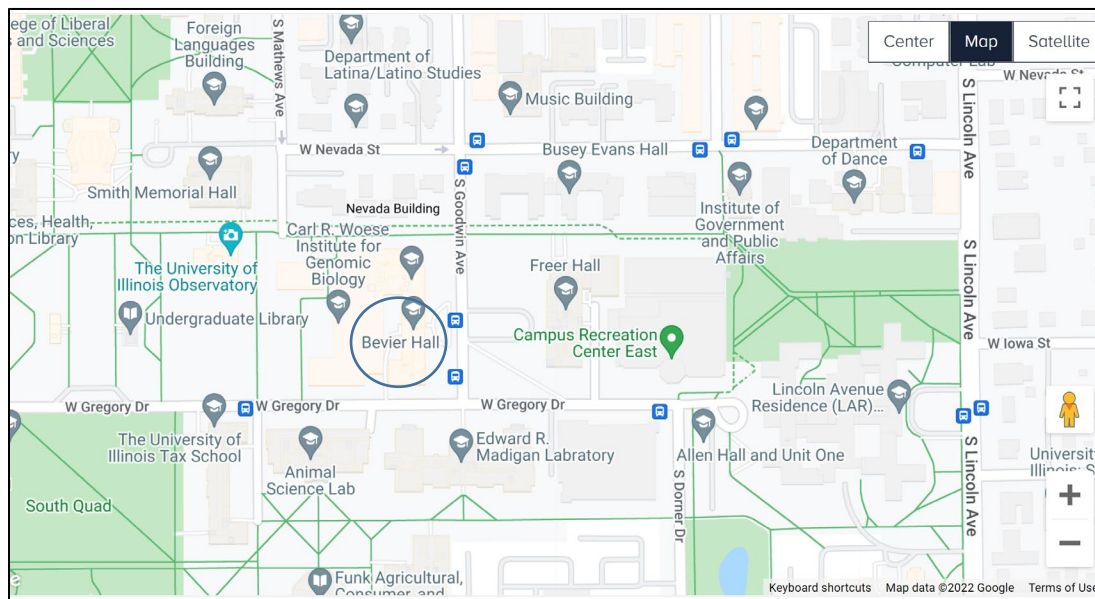 ege of Liberal
s and Sciences
Foreign
Languages
Building
S Mathews Ave
Department of
Latina/Latino Studies
Music Building
Center
Map
Satellite
W Nevada St
S Lincoln Ave
W Nevada St
Busey Evans Hall
Department
of Dance
Smith Memorial Hall
Nevada Building
S Goodwin Ave
Institute of
Government
and Public
Affairs
ces, Health,
on Library
Carl R. Woese
Institute for
Genomic
Biology
The University of
Illinois Observatory
Freer Hall
S Lincoln Ave
Undergraduate Library
Bevier Hall
Campus Recreation
Center East
W Iowa St
W Gregory Dr
W Gregory Dr
W Gregory Dr
Lincoln Avenue
Residence (LAR)...
The University of
Illinois Tax School
Animal
Science Lab
Edward R.
Madigan Labratory
Allen Hall and Unit One
S Dorner Dr
S Lincoln Ave
South Quad
Funk Agricultural,
Keyboard shortcuts
Map data ©2022 Google
Terms of Use